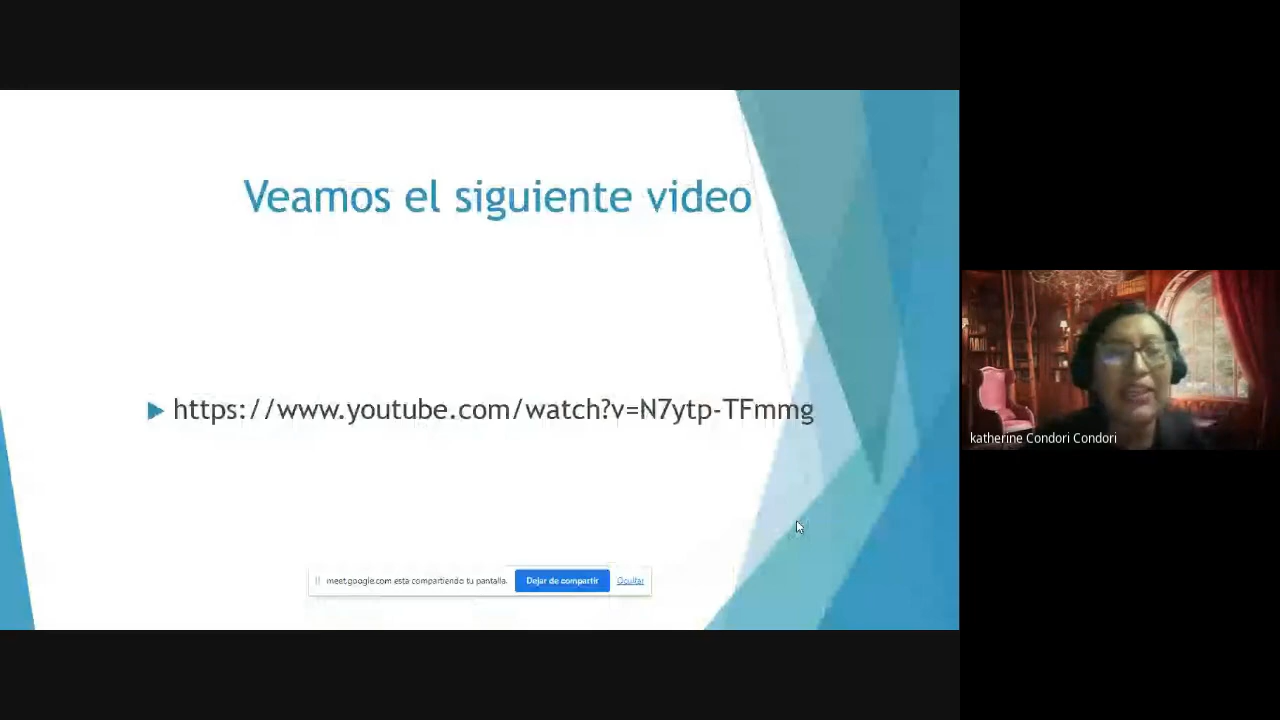 Veamos el siguiente video
https://www.youtube.com/watch?v=N7ytp-TFmmg
meet.google.com esta compartiendo tu pantalla.
Dejar de compartir
Ocultar
katherine Condori Condori